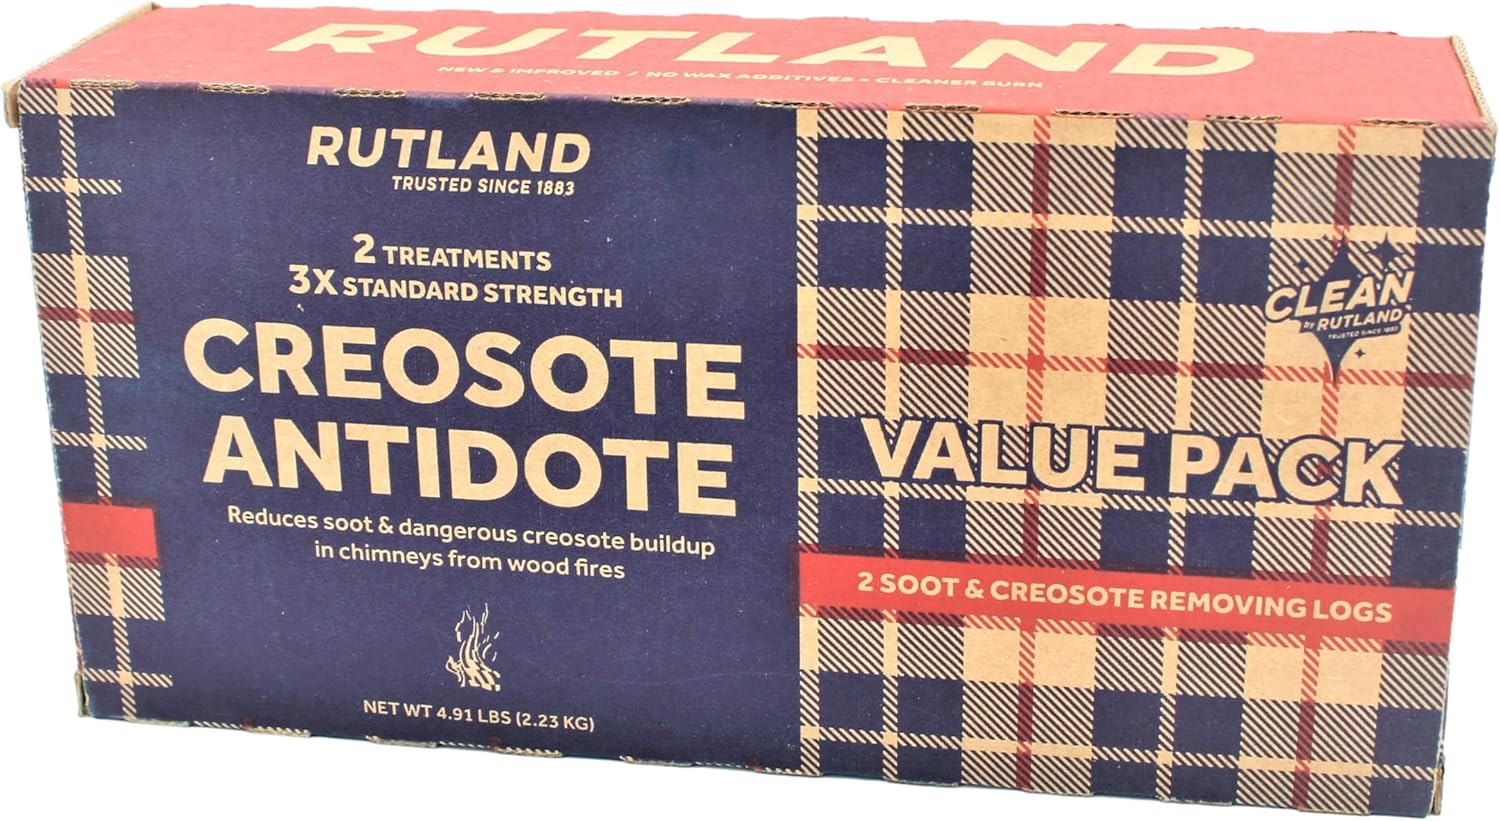 RUTLAND
NEW & IMPROVED / NO WAX ADDITIVES = CLEANER BURN
RUTLAND
TRUSTED SINCE 1883
2 TREATMENTS
3X STANDARD STRENGTH
CREOSOTE
ANTIDOTE
Reduces soot & dangerous creosote buildup
in chimneys from wood fires
NET WT 4.91 LBS (2.23 KG)
CLEAN
by RUTLAND
TRUSTED SINCE 1883
VALUE PACK
2 SOOT & CREOSOTE REMOVING LOGS